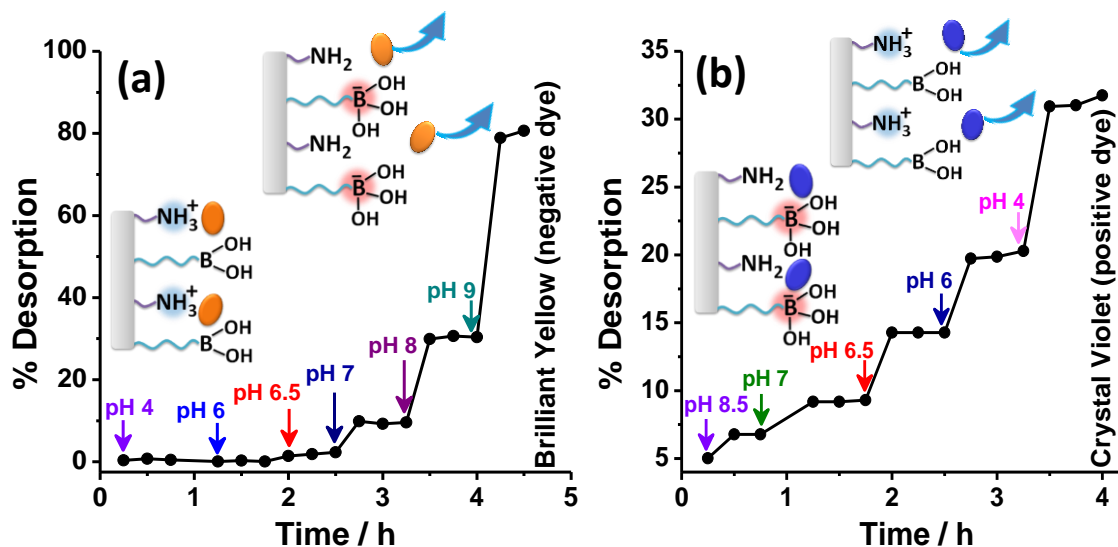 (a)
% Desorption
100
80
60
40
20
0
0
1
2
3
4
5
Time / h
Brilliant Yellow (negative dye)
pH 4
pH 6
pH 6.5
pH 7
pH 8
pH 9
NH3+
B
OH
OH
NH3+
B
OH
OH
NH2
B−
OH
OH
OH
NH2
B−
OH
OH
OH
(b)
% Desorption
35
30
25
20
15
10
5
0
1
2
3
4
Time / h
Crystal Violet (positive dye)
pH 8.5
pH 7
pH 6.5
pH 6
pH 4
NH2
B−
OH
OH
OH
NH2
B−
OH
OH
OH
NH3+
B
OH
OH
NH3+
B
OH
OH